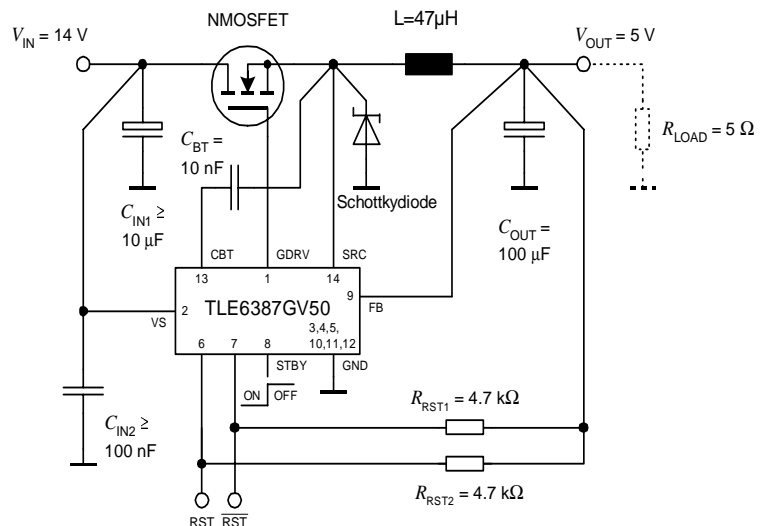 NMOSFET
L=47µH
V_IN = 14 V
V_OUT = 5 V
C_BT =
10 nF
R_LOAD = 5 Ω
Schottkydiode
C_IN1 ≥
10 µF
C_OUT =
100 µF
CBT
GDRV
SRC
13
1
14
TLE6387GV50
9
FB
2
VS
3,4,5,
10,11,12
6
7
8
STBY
GND
ON
OFF
R_RST1 = 4.7 kΩ
C_IN2 ≥
100 nF
R_RST2 = 4.7 kΩ
RST
R̅S̅T̅